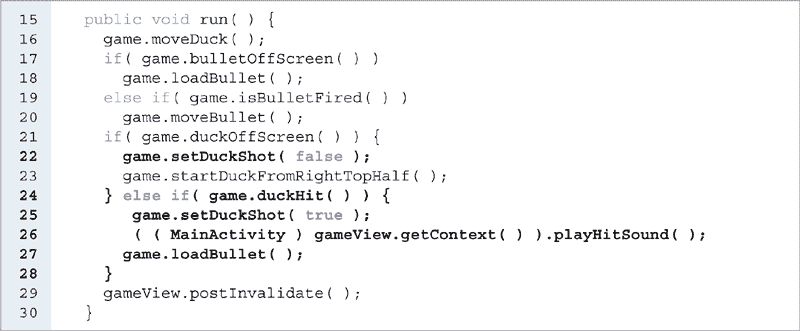 15 public void run( ) {
16 game.moveDuck( );
17 if( game.bulletOffScreen( ) )
18 game.loadBullet( );
19 else if( game.isBulletFired( ) )
20 game.moveBullet( );
21 if( game.duckOffScreen( ) ) {
22 game.setDuckShot( false );
23 game.startDuckFromRightTopHalf( );
24 } else if( game.duckHit( ) ) {
25 game.setDuckShot( true );
26 ( ( MainActivity ) gameView.getContext( ) ).playHitSound( );
27 game.loadBullet( );
28 }
29 gameView.postInvalidate( );
30 }